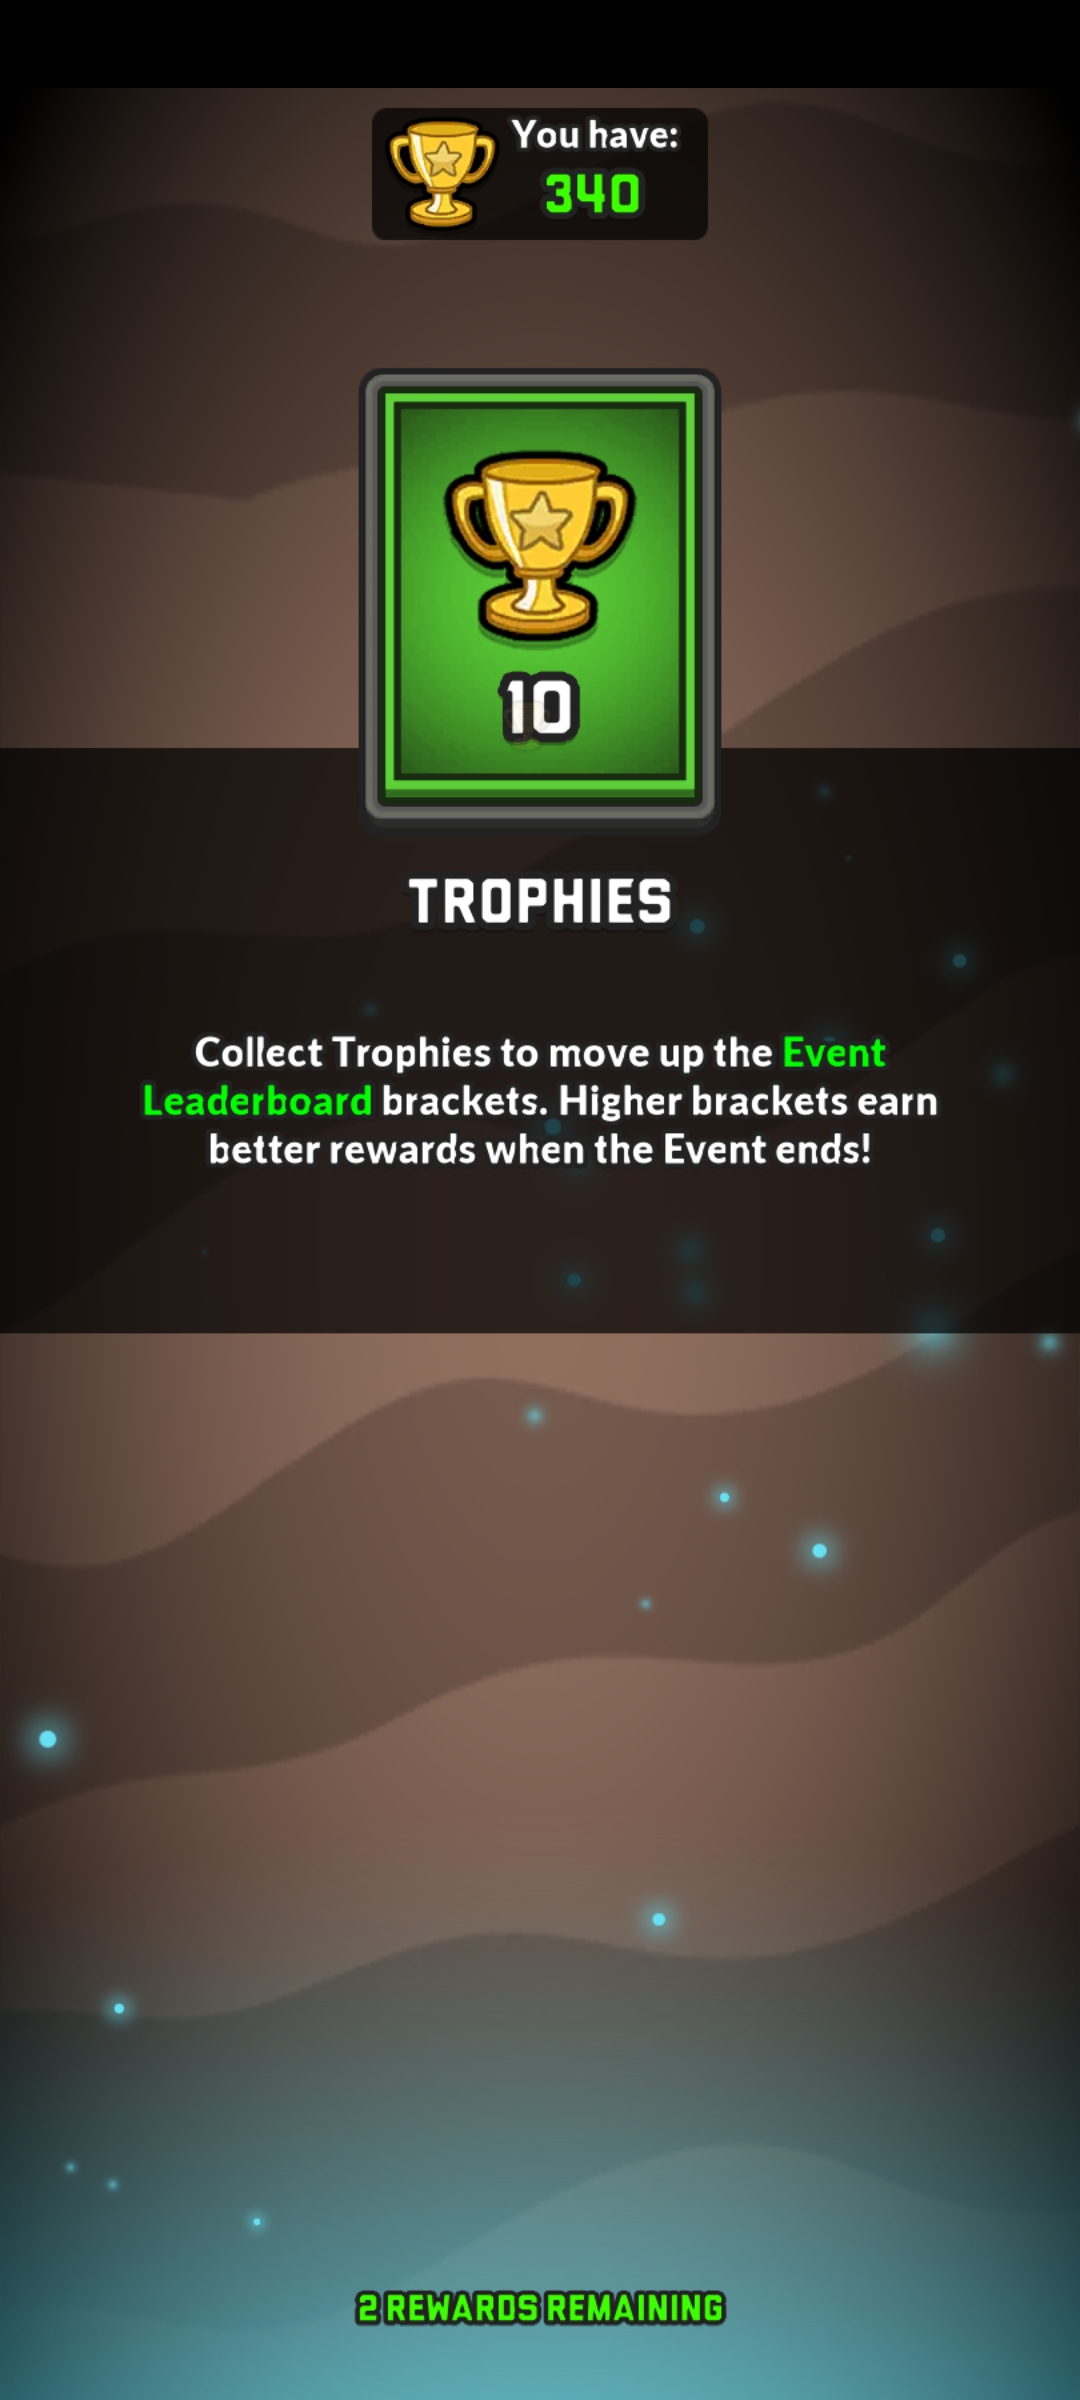 You have:
340
10
TROPHIES
Collect Trophies to move up the Event
Leaderboard brackets. Higher brackets earn
better rewards when the Event ends!
2 REWARDS REMAINING